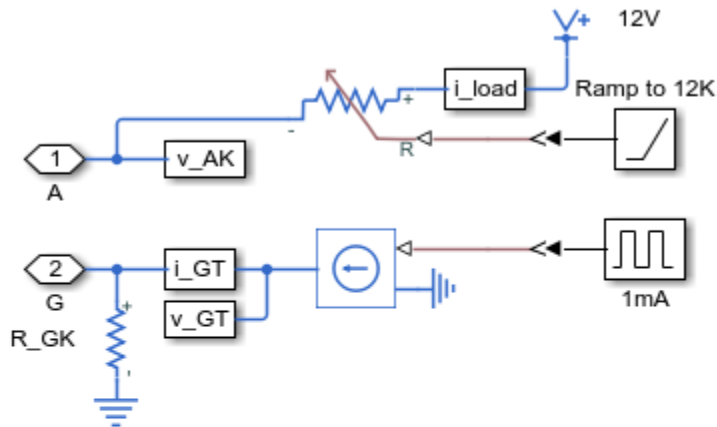 12V
+
i_load
Ramp to 12K
+
-
1
v_AK
R
A
2
i_GT
G
v_GT
1mA
+
R_GK
-